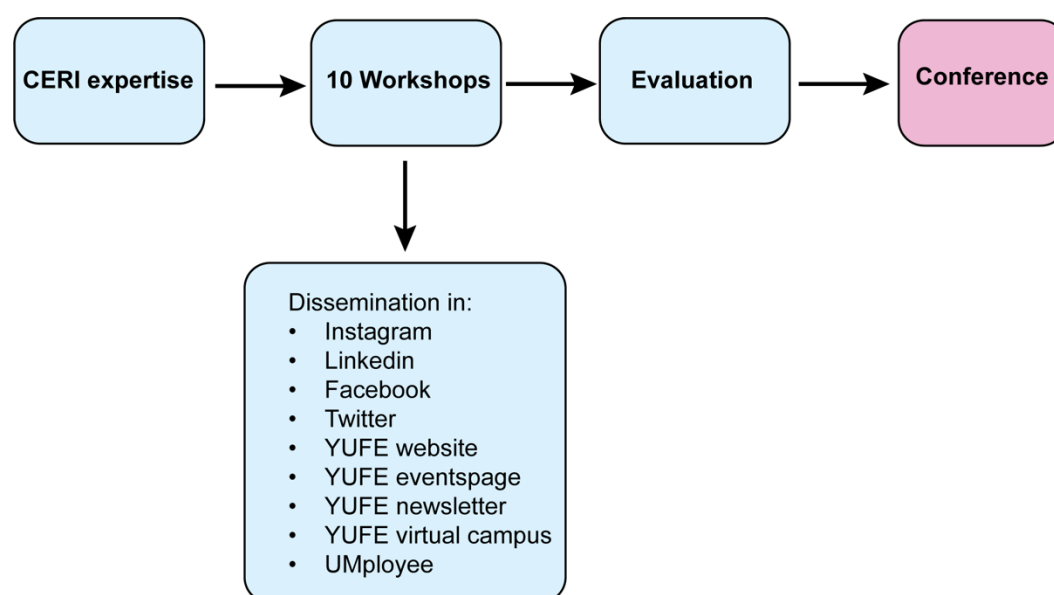 CERI expertise
10 Workshops
Evaluation
Conference
Dissemination in:
• Instagram
• Linkedin
• Facebook
• Twitter
• YUFE website
• YUFE eventspage
• YUFE newsletter
• YUFE virtual campus
• UMployee